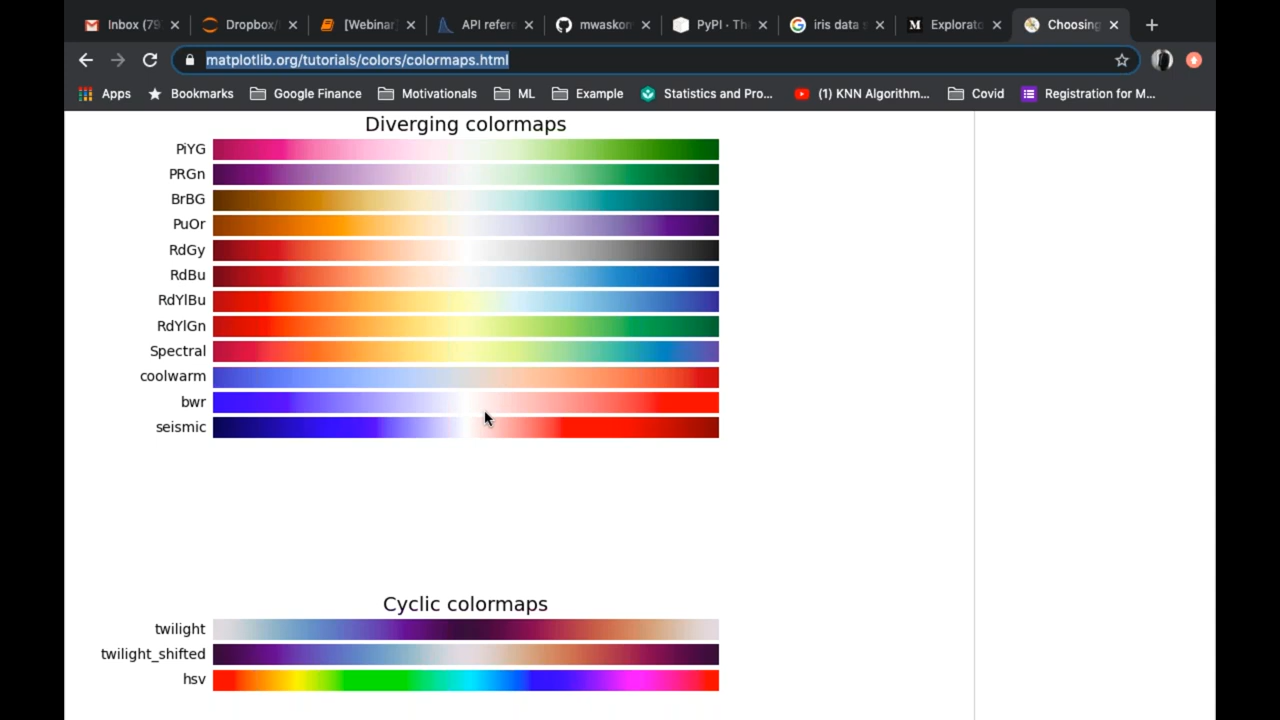 Inbox (79 Dropbox/ [Webinar API refere mwaskon PyPI · Th iris data s Explorato Choosing
matplotlib.org/tutorials/colors/colormaps.html
Apps Bookmarks Google Finance Motivationals ML Example Statistics and Pro... (1) KNN Algorithm... Covid Registration for M...
Diverging colormaps
PiYG
PRGn
BrBG
PuOr
RdGy
RdBu
RdYlBu
RdYlGn
Spectral
coolwarm
bwr
seismic
Cyclic colormaps
twilight
twilight_shifted
hsv